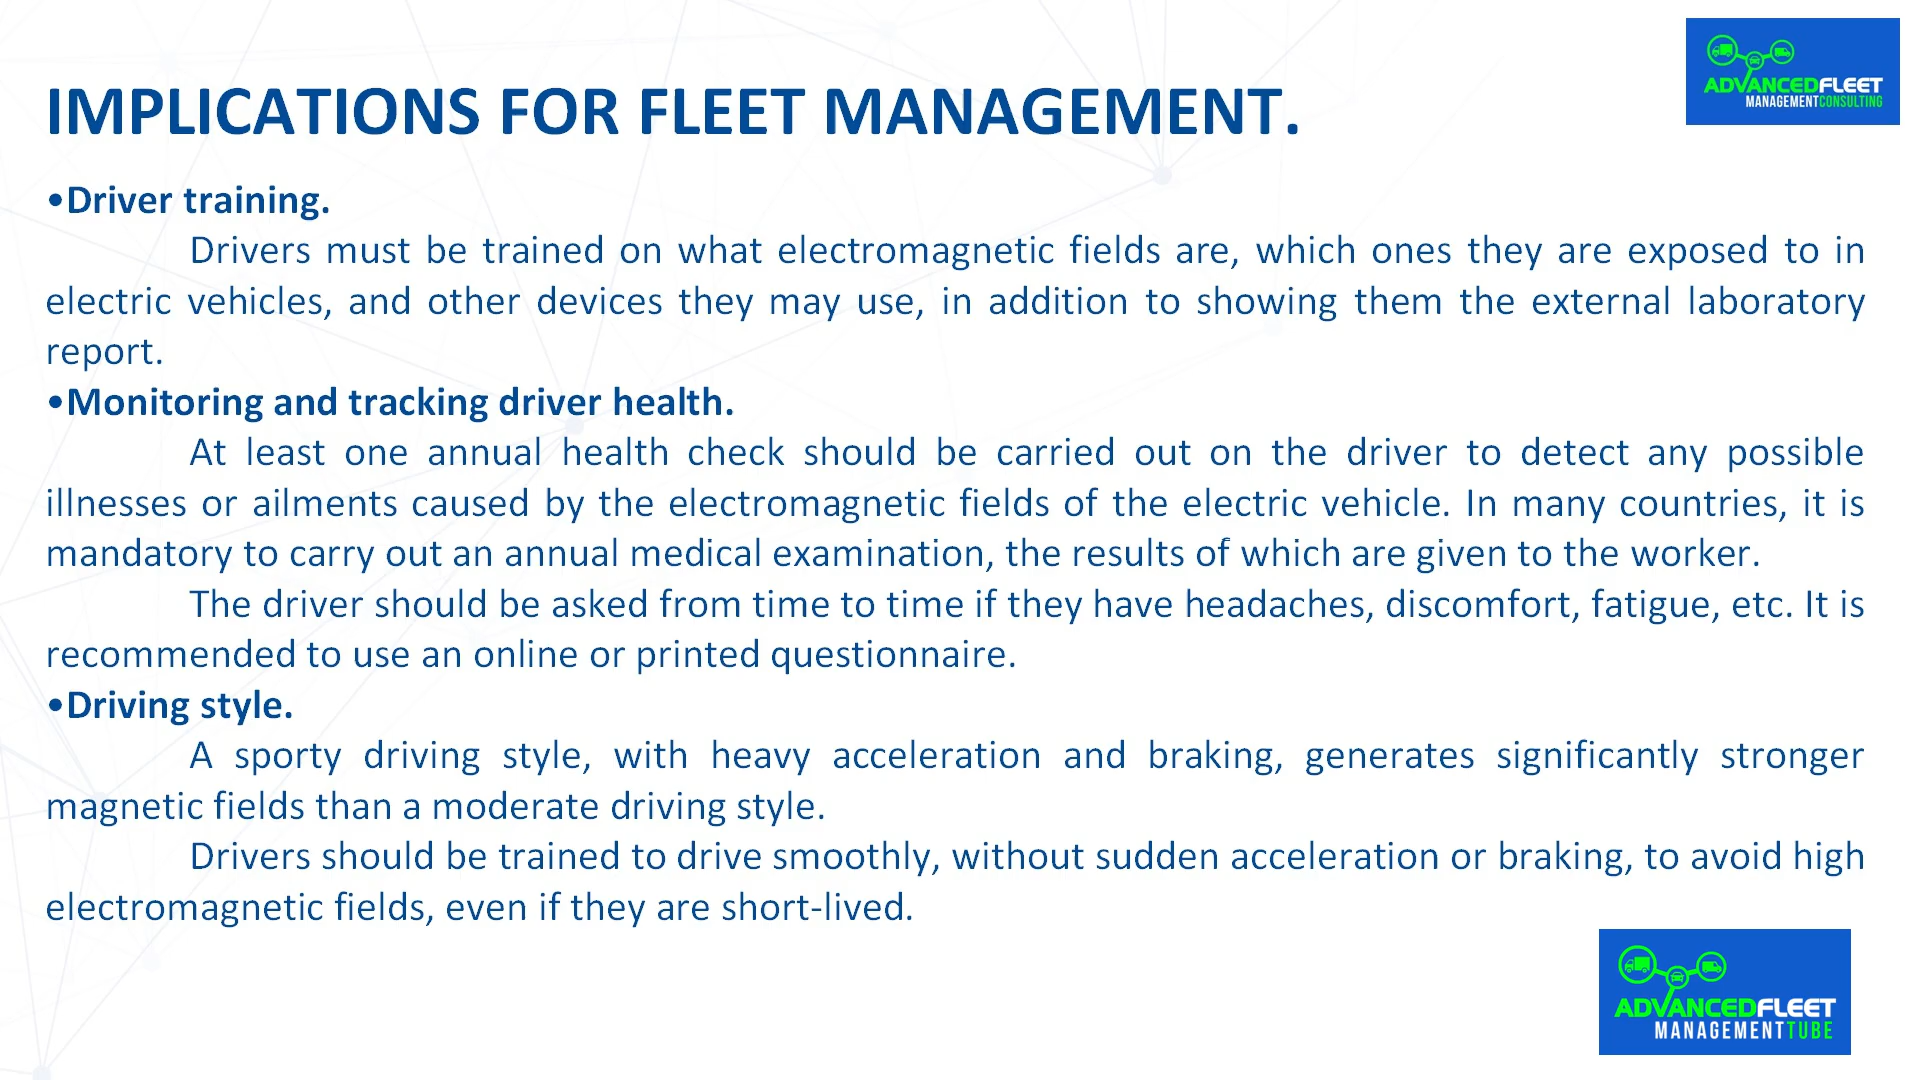 ADVANCEDFLEET
MANAGEMENTCONSULTING
IMPLICATIONS FOR FLEET MANAGEMENT.
•Driver training.
Drivers must be trained on what electromagnetic fields are, which ones they are exposed to in
electric vehicles, and other devices they may use, in addition to showing them the external laboratory
report.
•Monitoring and tracking driver health.
At least one annual health check should be carried out on the driver to detect any possible
illnesses or ailments caused by the electromagnetic fields of the electric vehicle. In many countries, it is
mandatory to carry out an annual medical examination, the results of which are given to the worker.
The driver should be asked from time to time if they have headaches, discomfort, fatigue, etc. It is
recommended to use an online or printed questionnaire.
•Driving style.
A sporty driving style, with heavy acceleration and braking, generates significantly stronger
magnetic fields than a moderate driving style.
Drivers should be trained to drive smoothly, without sudden acceleration or braking, to avoid high
electromagnetic fields, even if they are short-lived.
ADVANCEDFLEET
MANAGEMENTTUBE